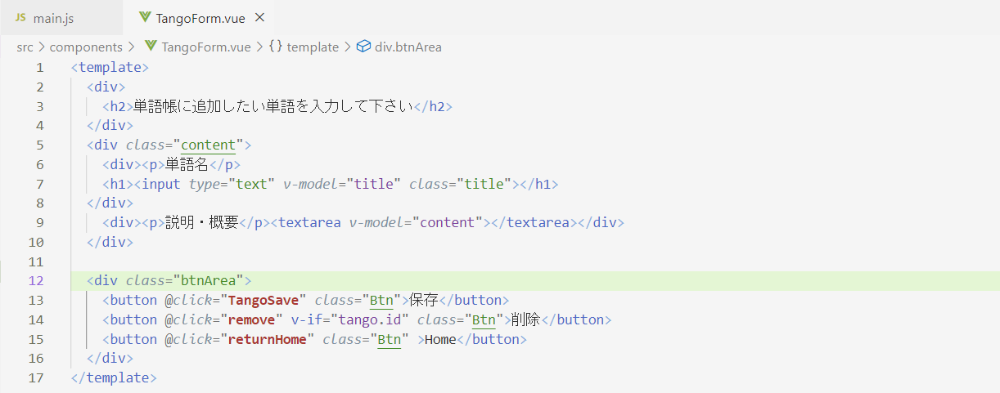 JS main.js
TangoForm.vue ×
src > components > TangoForm.vue > {} template > div.btnArea
1 <template>
2 <div>
3 <h2>単語帳に追加したい単語を入力して下さい</h2>
4 </div>
5 <div class="content">
6 <div><p>単語名</p>
7 <h1><input type="text" v-model="title" class="title"></h1>
8 </div>
9 <div><p>説明・概要</p><textarea v-model="content"></textarea></div>
10 </div>
11
12 <div class="btnArea">
13 <button @click="TangoSave" class="Btn">保存</button>
14 <button @click="remove" v-if="tango.id" class="Btn">削除</button>
15 <button @click="returnHome" class="Btn" >Home</button>
16 </div>
17 </template>